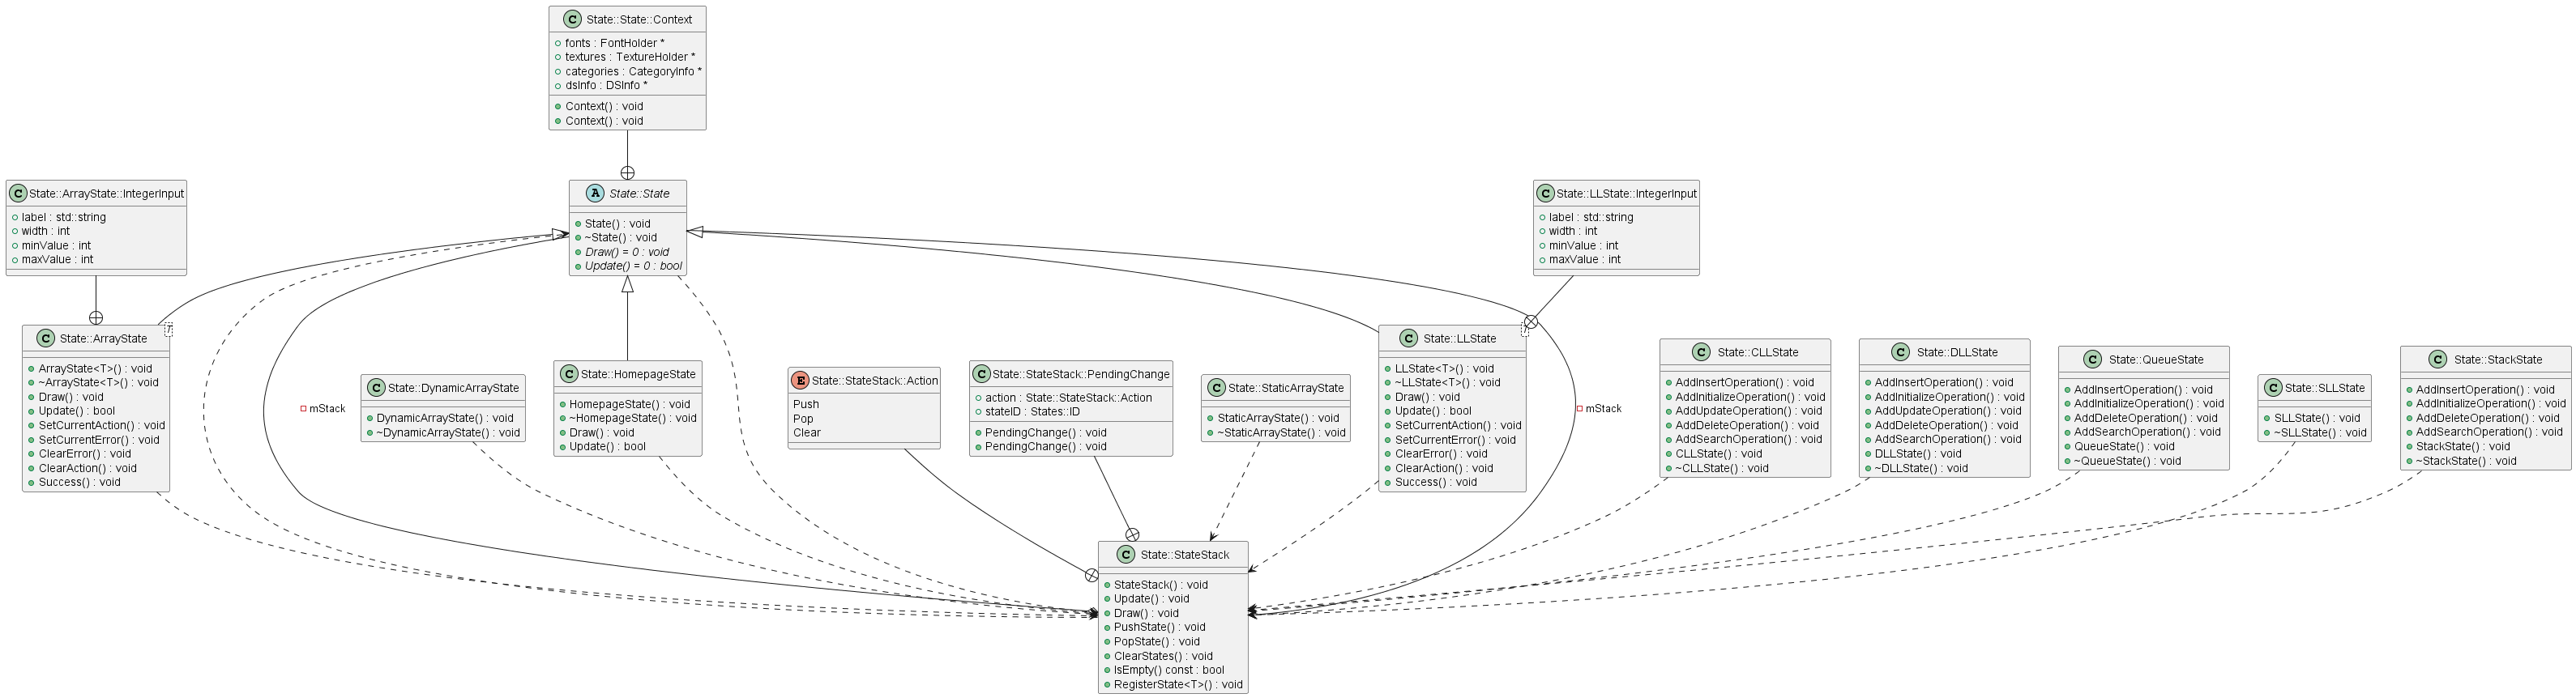 C State::State::Context
fonts : FontHolder *
textures : TextureHolder *
categories : CategoryInfo *
dsInfo : DSInfo *
Context() : void
Context() : void
C State::ArrayState::IntegerInput
label : std::string
width : int
minValue : int
maxValue : int
A State::State
State() : void
~State() : void
Draw() = 0 : void
Update() = 0 : bool
C State::LLState::IntegerInput
label : std::string
width : int
minValue : int
maxValue : int
C State::ArrayState
T
ArrayState<T>() : void
~ArrayState<T>() : void
Draw() : void
Update() : bool
SetCurrentAction() : void
SetCurrentError() : void
ClearError() : void
ClearAction() : void
Success() : void
mStack
C State::DynamicArrayState
DynamicArrayState() : void
~DynamicArrayState() : void
C State::HomepageState
HomepageState() : void
~HomepageState() : void
Draw() : void
Update() : bool
E State::StateStack::Action
Push
Pop
Clear
C State::StateStack::PendingChange
action : State::StateStack::Action
stateID : States::ID
PendingChange() : void
PendingChange() : void
C State::StaticArrayState
StaticArrayState() : void
~StaticArrayState() : void
C State::LLState
LLState<T>() : void
~LLState<T>() : void
Draw() : void
Update() : bool
SetCurrentAction() : void
SetCurrentError() : void
ClearError() : void
ClearAction() : void
Success() : void
mStack
C State::CLLState
AddInsertOperation() : void
AddInitializeOperation() : void
AddUpdateOperation() : void
AddDeleteOperation() : void
AddSearchOperation() : void
CLLState() : void
~CLLState() : void
C State::DLLState
AddInsertOperation() : void
AddInitializeOperation() : void
AddUpdateOperation() : void
AddDeleteOperation() : void
AddSearchOperation() : void
DLLState() : void
~DLLState() : void
C State::QueueState
AddInsertOperation() : void
AddInitializeOperation() : void
AddDeleteOperation() : void
AddSearchOperation() : void
QueueState() : void
~QueueState() : void
C State::SLLState
SLLState() : void
~SLLState() : void
C State::StackState
AddInsertOperation() : void
AddInitializeOperation() : void
AddDeleteOperation() : void
AddSearchOperation() : void
StackState() : void
~StackState() : void
C State::StateStack
StateStack() : void
Update() : void
Draw() : void
PushState() : void
PopState() : void
ClearStates() : void
IsEmpty() const : bool
RegisterState<T>() : void